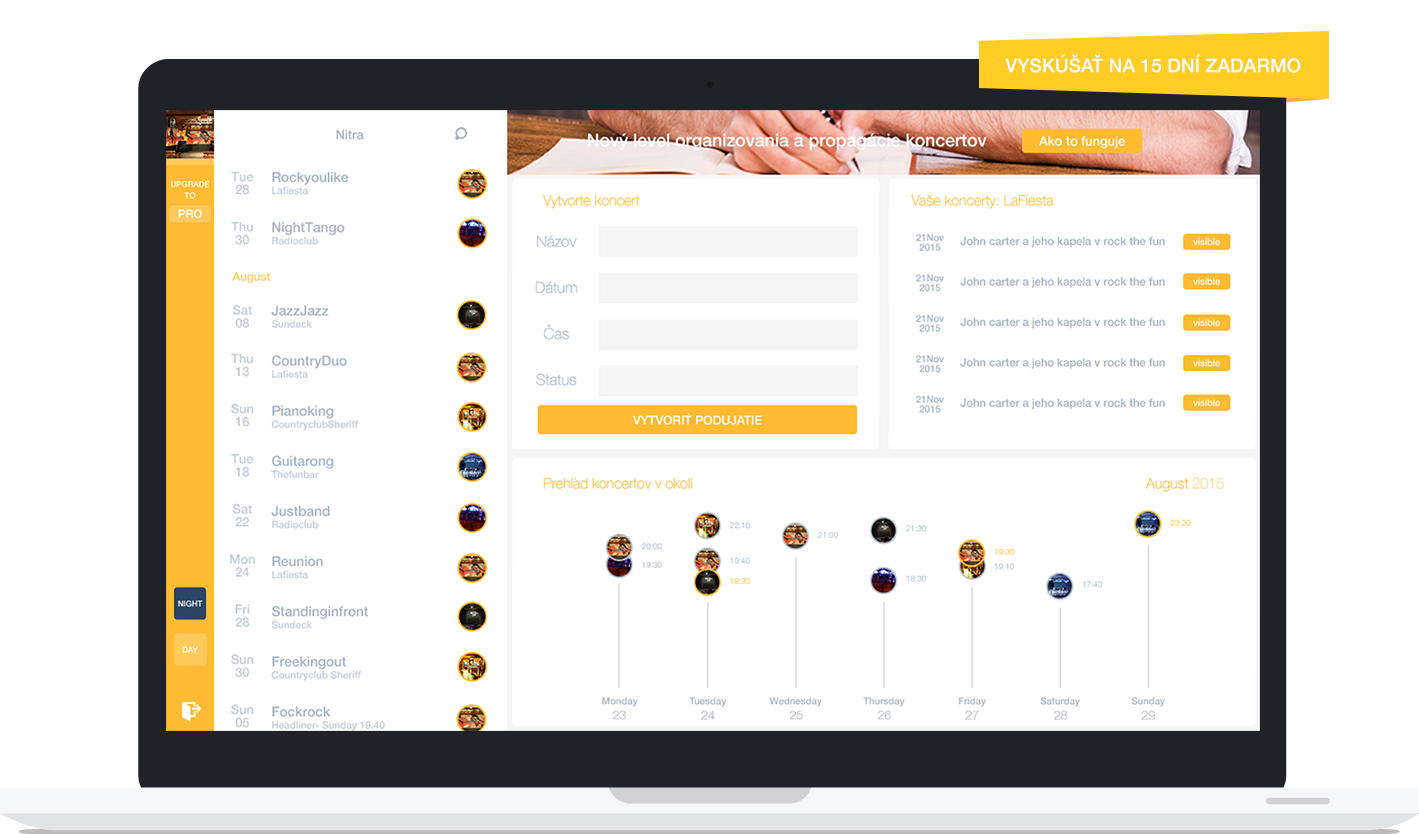 VYSKÚŠAŤ NA 15 DNÍ ZADARMO
UPGRADE
TO
PRO
NIGHT
DAY
Nitra
Tue
28
Rockyoulike
Lafiesta
Thu
30
NightTango
Radioclub
August
Sat
08
JazzJazz
Sundeck
Thu
13
CountryDuo
Lafiesta
Sun
16
Pianoking
CountryclubSheriff
Tue
18
Guitarong
Thefunbar
Sat
22
Justband
Radioclub
Mon
24
Reunion
Lafiesta
Fri
28
Standinginfront
Sundeck
Sun
30
Freekingout
Countryclub Sheriff
Sun
05
Fockrock
Headliner- Sunday 19:40
Nový level organizovania a propagácie koncertov
Ako to funguje
Vytvorte koncert
Názov
Dátum
Čas
Status
VYTVORIŤ PODUJATIE
Vaše koncerty: LaFiesta
21Nov
2015
John carter a jeho kapela v rock the fun
visible
21Nov
2015
John carter a jeho kapela v rock the fun
visible
21Nov
2015
John carter a jeho kapela v rock the fun
visible
21Nov
2015
John carter a jeho kapela v rock the fun
visible
21Nov
2015
John carter a jeho kapela v rock the fun
visible
Prehľad koncertov v okolí
August 2015
20:00
19:30
Monday
23
22:10
19:40
18:30
Tuesday
24
21:00
Wednesday
25
21:30
18:30
Thursday
26
19:30
19:10
Friday
27
17:40
Saturday
28
23:20
Sunday
29